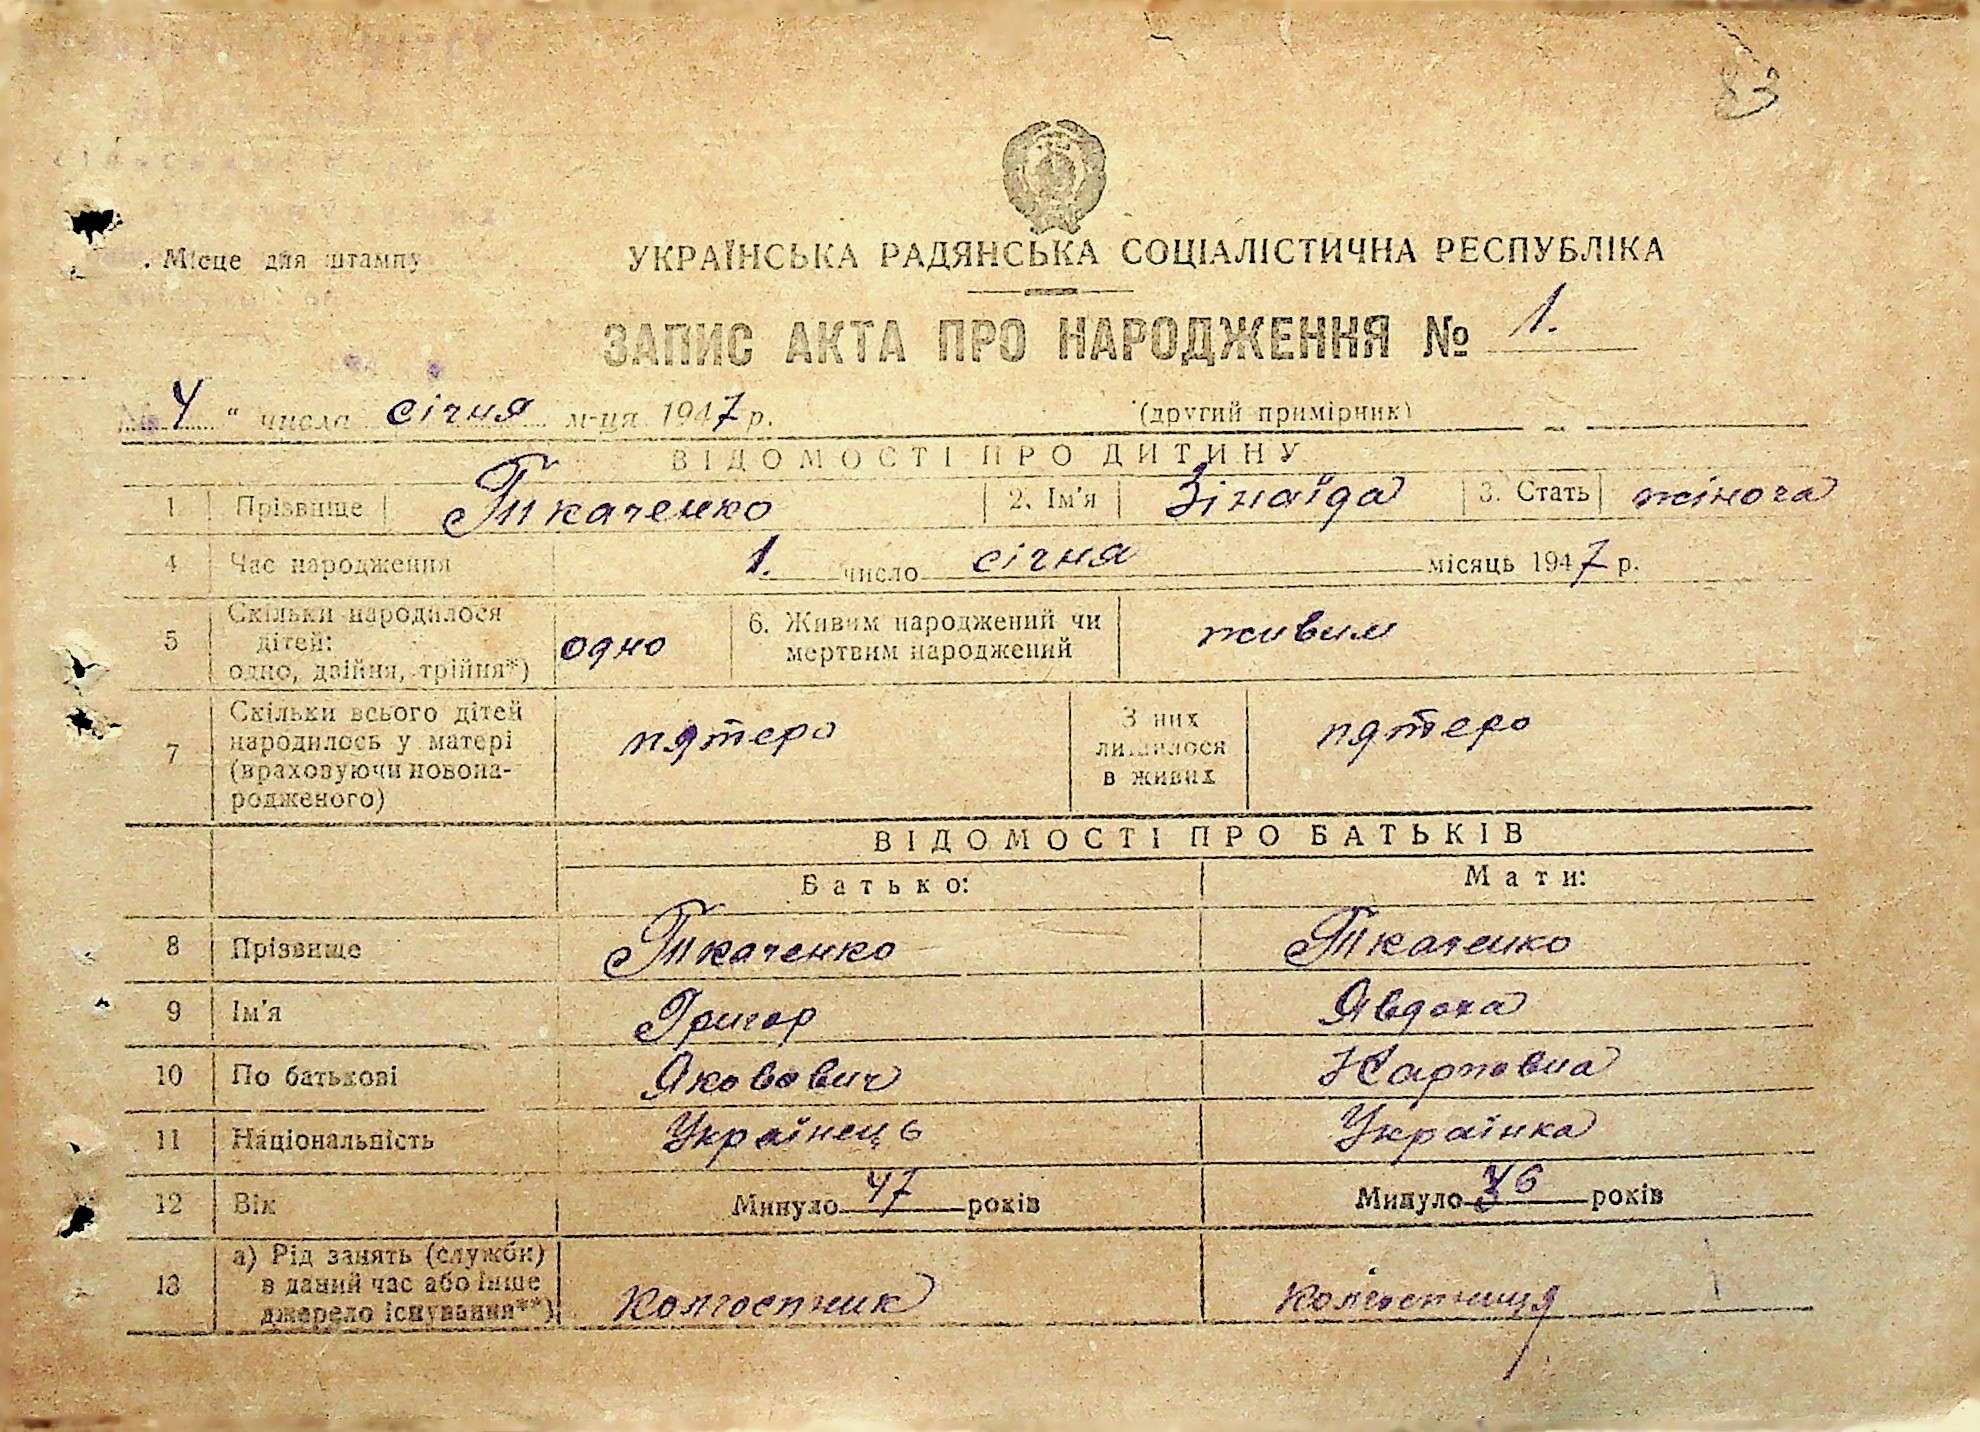 83
Місце для штампу
УКРАЇНСЬКА РАДЯНСЬКА СОЦІАЛІСТИЧНА РЕСПУБЛІКА
ЗАПИС АКТА ПРО НАРОДЖЕННЯ № 1.
4 " числа січня м-ця 1947 р. (другий примірник)
ВІДОМОСТІ ПРО ДИТИНУ
1 Прізвище Ткаченко 2. Ім'я Зінаїда 3. Стать жіноча
4 Час народження 1. число січня місяць 1947 р.
5 Скільки народилося дітей: одно, двійня, трійня*) одно 6. Живим народжений чи мертвим народжений живим
7 Скільки всього дітей народилось у матері (враховуючи новона-родженого) пятеро З них лишилося в живих пятеро
ВІДОМОСТІ ПРО БАТЬКІВ
Батько: Мати:
8 Прізвище Ткаченко Ткаченко
9 Ім'я Григор Явдоха
10 По батькові Якович Карповна
11 Національність Українець Українка
12 Вік Минуло 47 років Минуло років
13 а) Рід занять (служби) в даний час або інше джерело існування**) Колгоспник Колгоспниця